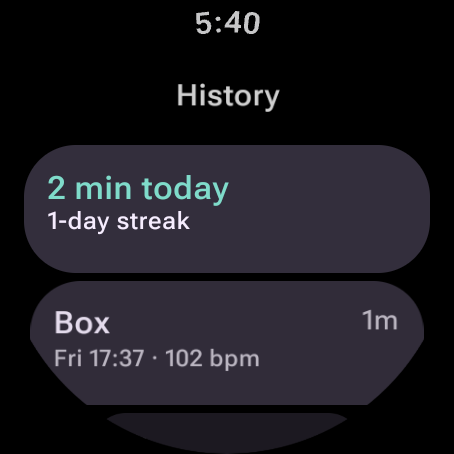 5:40
History
2 min today
1-day streak
Box
1m
Fri 17:37 · 102 bpm